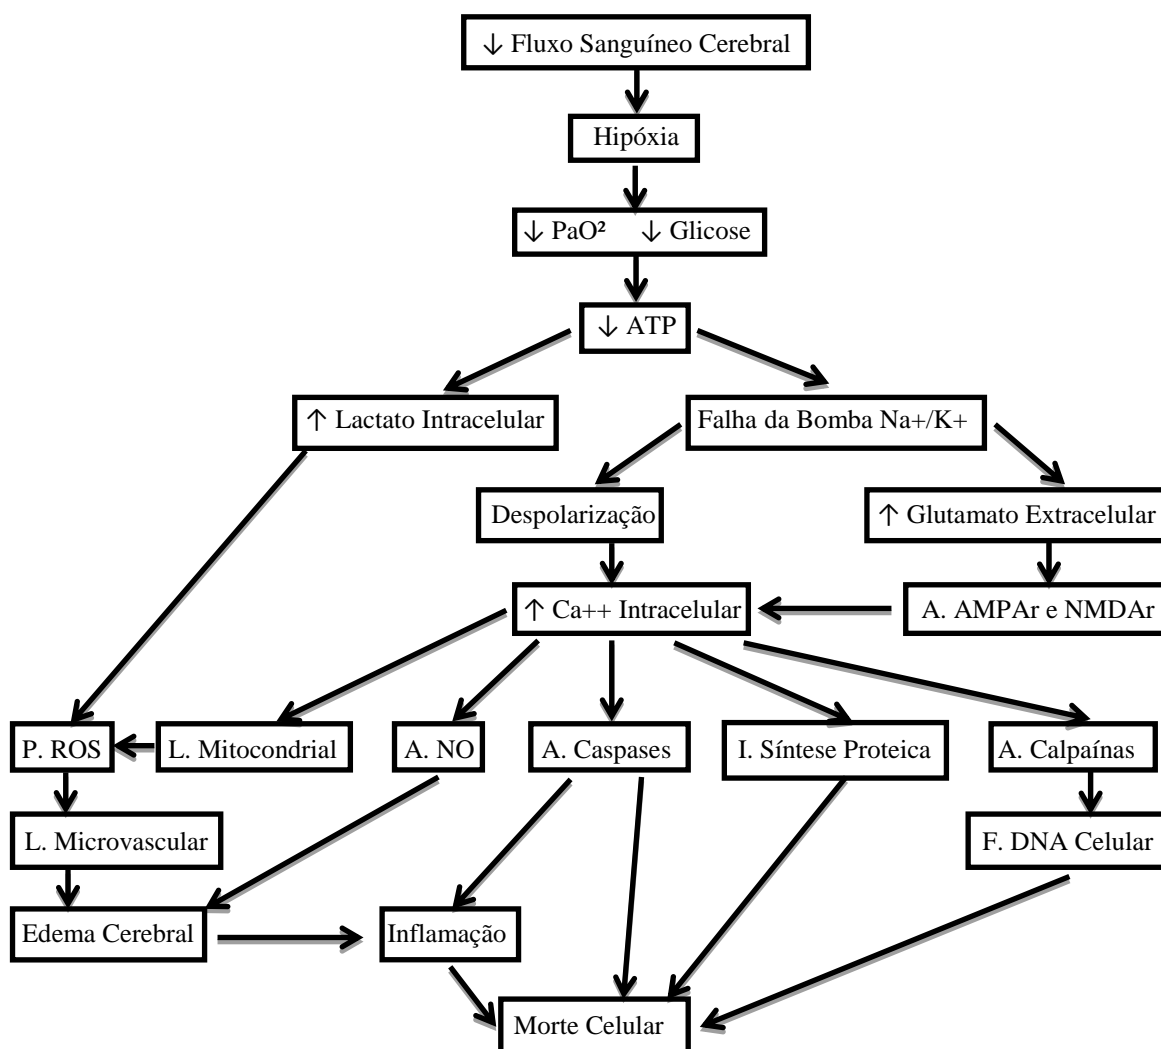 ↓ Fluxo Sanguíneo Cerebral
Hipóxia
↓ PaO² ↓ Glicose
↓ ATP
↑ Lactato Intracelular
Falha da Bomba Na+/K+
Despolarização
↑ Glutamato Extracelular
↑ Ca++ Intracelular
A. AMPAr e NMDAr
P. ROS
L. Mitocondrial
A. NO
A. Caspases
I. Síntese Proteica
A. Calpaínas
L. Microvascular
F. DNA Celular
Edema Cerebral
Inflamação
Morte Celular